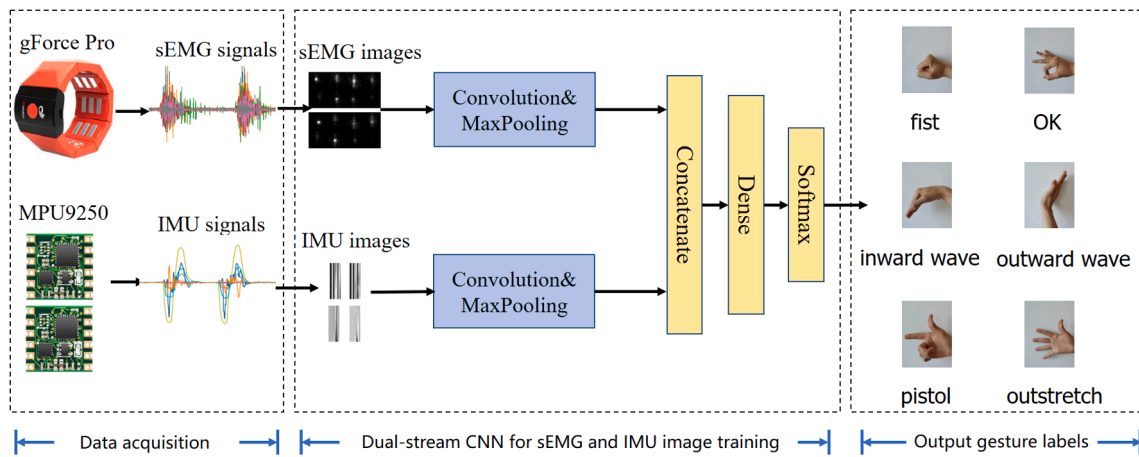 gForce Pro
sEMG signals
sEMG images
Convolution&
MaxPooling
MPU9250
IMU signals
IMU images
Convolution&
MaxPooling
Concatenate
Dense
Softmax
fist
OK
inward wave
outward wave
pistol
outstretch
Data acquisition
Dual-stream CNN for sEMG and IMU image training
Output gesture labels